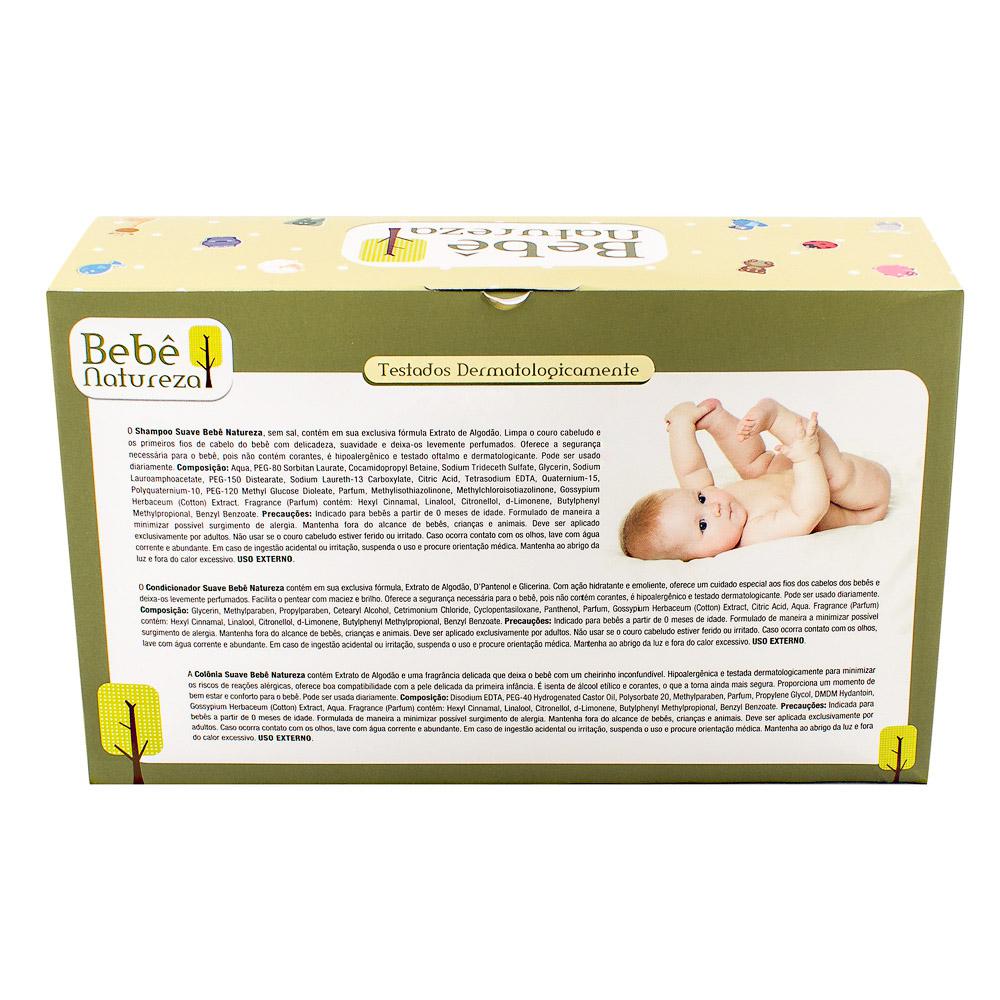 Bebê
Natureza
Bebê
Natureza
Testados Dermatologicamente
O Shampoo Suave Bebê Natureza, sem sal, contém em sua exclusiva fórmula Extrato de Algodão. Limpa o couro cabeludo e
os primeiros fios de cabelo do bebê com delicadeza, suavidade e deixa-os levemente perfumados. Oferece a segurança
necessária para o bebê, pois não contém corantes, é hipoalergênico e testado oftalmo e dermatologicamente. Pode ser usado
diariamente. Composição: Aqua, PEG-80 Sorbitan Laurate, Cocamidopropyl Betaine, Sodium Trideceth Sulfate, Glycerin, Sodium
Lauroamphoacetate, PEG-150 Distearate, Sodium Laureth-13 Carboxylate, Citric Acid, Tetrasodium EDTA, Quaternium-15,
Polyquaternium-10, PEG-120 Methyl Glucose Dioleate, Parfum, Methylisothiazolinone, Methylchloroisotiazolinone, Gossypium
Herbaceum (Cotton) Extract, Fragrance (Parfum) contém: Hexyl Cinnamal, Linalool, Citronellol, d-Limonene, Butylphenyl
Methylpropional, Benzyl Benzoate. Precauções: Indicado para bebês a partir de 0 meses de idade. Formulado de maneira a
minimizar possível surgimento de alergia. Mantenha fora do alcance de bebês, crianças e animais. Deve ser aplicado
exclusivamente por adultos. Não usar se o couro cabeludo estiver ferido ou irritado. Caso ocorra contato com os olhos, lave com água
corrente e abundante. Em caso de ingestão acidental ou irritação, suspenda o uso e procure orientação médica. Mantenha ao abrigo da
luz e fora do calor excessivo. USO EXTERNO.
O Condicionador Suave Bebê Natureza contém em sua exclusiva fórmula, Extrato de Algodão, D'Pantenol e Glicerina. Com ação hidratante e emoliente, oferece um cuidado especial aos fios dos cabelos dos bebês e
deixa-os levemente perfumados. Facilita o pentear com maciez e brilho. Oferece a segurança necessária para o bebê, pois não contém corantes, é hipoalergênico e testado dermatologicamente. Pode ser usado diariamente.
Composição: Glycerin, Methylparaben, Propylparaben, Cetearyl Alcohol, Cetrimonium Chloride, Cyclopentasiloxane, Panthenol, Parfum, Gossypium Herbaceum (Cotton) Extract, Citric Acid, Aqua. Fragrance (Parfum)
contém: Hexyl Cinnamal, Linalool, Citronellol, d-Limonene, Butylphenyl Methylpropional, Benzyl Benzoate. Precauções: Indicado para bebês a partir de 0 meses de idade. Formulado de maneira a minimizar possível
surgimento de alergia. Mantenha fora do alcance de bebês, crianças e animais. Deve ser aplicado exclusivamente por adultos. Não usar se o couro cabeludo estiver ferido ou irritado. Caso ocorra contato com os olhos,
lave com água corrente e abundante. Em caso de ingestão acidental ou irritação, suspenda o uso e procure orientação médica. Mantenha ao abrigo da luz e fora do calor excessivo. USO EXTERNO.
A Colônia Suave Bebê Natureza contém Extrato de Algodão e uma fragrância delicada que deixa o bebê com um cheirinho inconfundível. Hipoalergênica e testada dermatologicamente para minimizar
os riscos de reações alérgicas, oferece boa compatibilidade com a pele delicada da primeira infância. É isenta de álcool etílico e corantes, o que a torna ainda mais segura. Proporciona um momento de
bem estar e conforto para o bebê. Pode ser usada diariamente. Composição: Disodium EDTA, PEG-40 Hydrogenated Castor Oil, Polysorbate 20, Methylparaben, Parfum, Propylene Glycol, DMDM Hydantoin,
Gossypium Herbaceum (Cotton) Extract, Aqua. Fragrance (Parfum) contém: Hexyl Cinnamal, Linalool, Citronellol, d-Limonene, Butylphenyl Methylpropional, Benzyl Benzoate. Precauções: Indicada para
bebês a partir de 0 meses de idade. Formulada de maneira a minimizar possível surgimento de alergia. Mantenha fora do alcance de bebês, crianças e animais. Deve ser aplicada exclusivamente por
adultos. Caso ocorra contato com os olhos, lave com água corrente e abundante. Em caso de ingestão acidental ou irritação, suspenda o uso e procure orientação médica. Mantenha ao abrigo da luz e fora
do calor excessivo. USO EXTERNO.